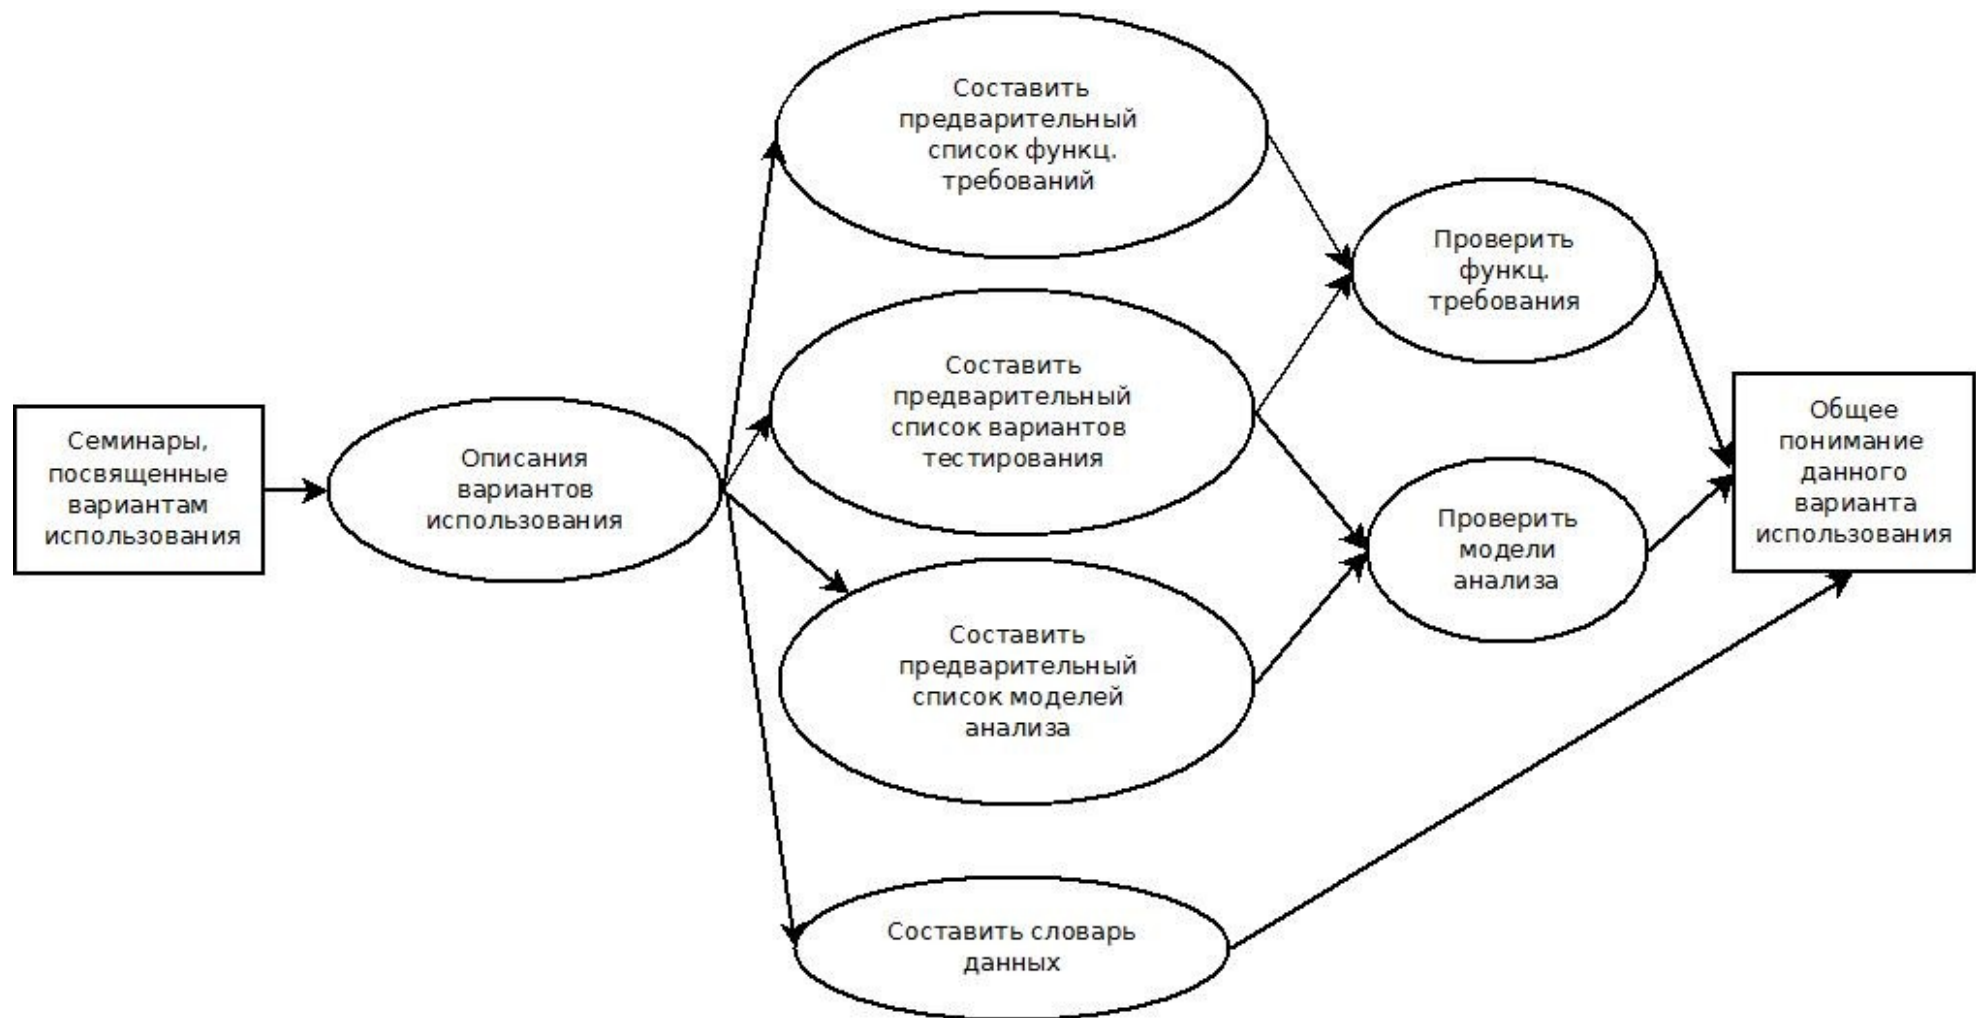 Семинары,
посвященные
вариантам
использования
Описания
вариантов
использования
Составить
предварительный
список функц.
требований
Составить
предварительный
список вариантов
тестирования
Составить
предварительный
список моделей
анализа
Составить словарь
данных
Проверить
функц.
требования
Проверить
модели
анализа
Общее
понимание
данного
варианта
использования